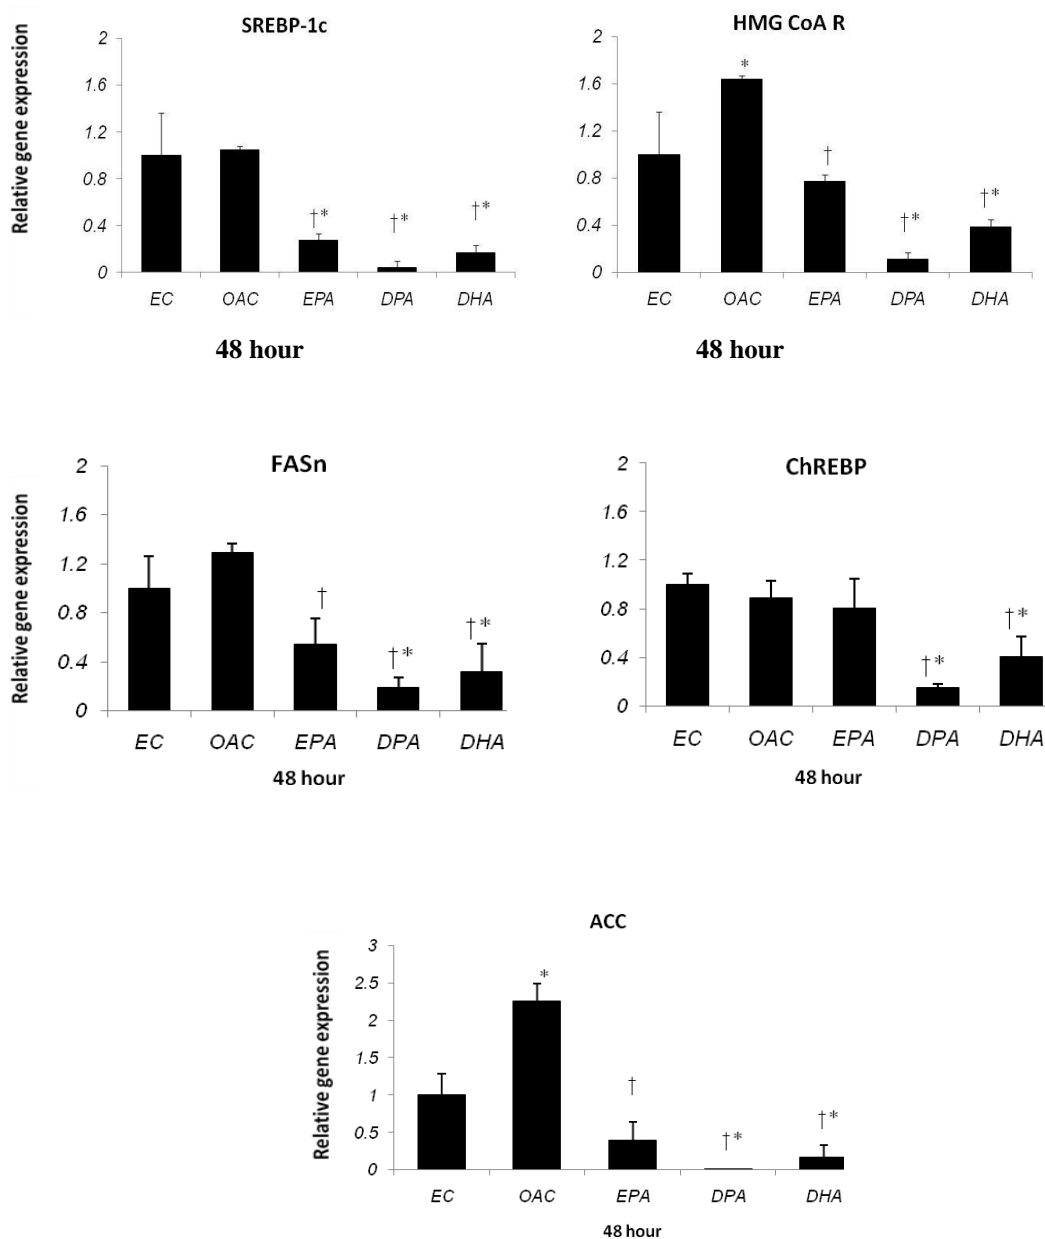 SREBP-1c
Relative gene expression
2
1.6
1.2
0.8
0.4
0
†* †* †*
EC OAC EPA DPA DHA
48 hour
HMG CoA R
2
1.6
1.2
0.8
0.4
0
* † †* †*
EC OAC EPA DPA DHA
48 hour
FASn
Relative gene expression
2
1.6
1.2
0.8
0.4
0
† †* †*
EC OAC EPA DPA DHA
48 hour
ChREBP
2
1.6
1.2
0.8
0.4
0
†* †*
EC OAC EPA DPA DHA
48 hour
ACC
Relative gene expression
3
2.5
2
1.5
1
0.5
0
* † †* †*
EC OAC EPA DPA DHA
48 hour